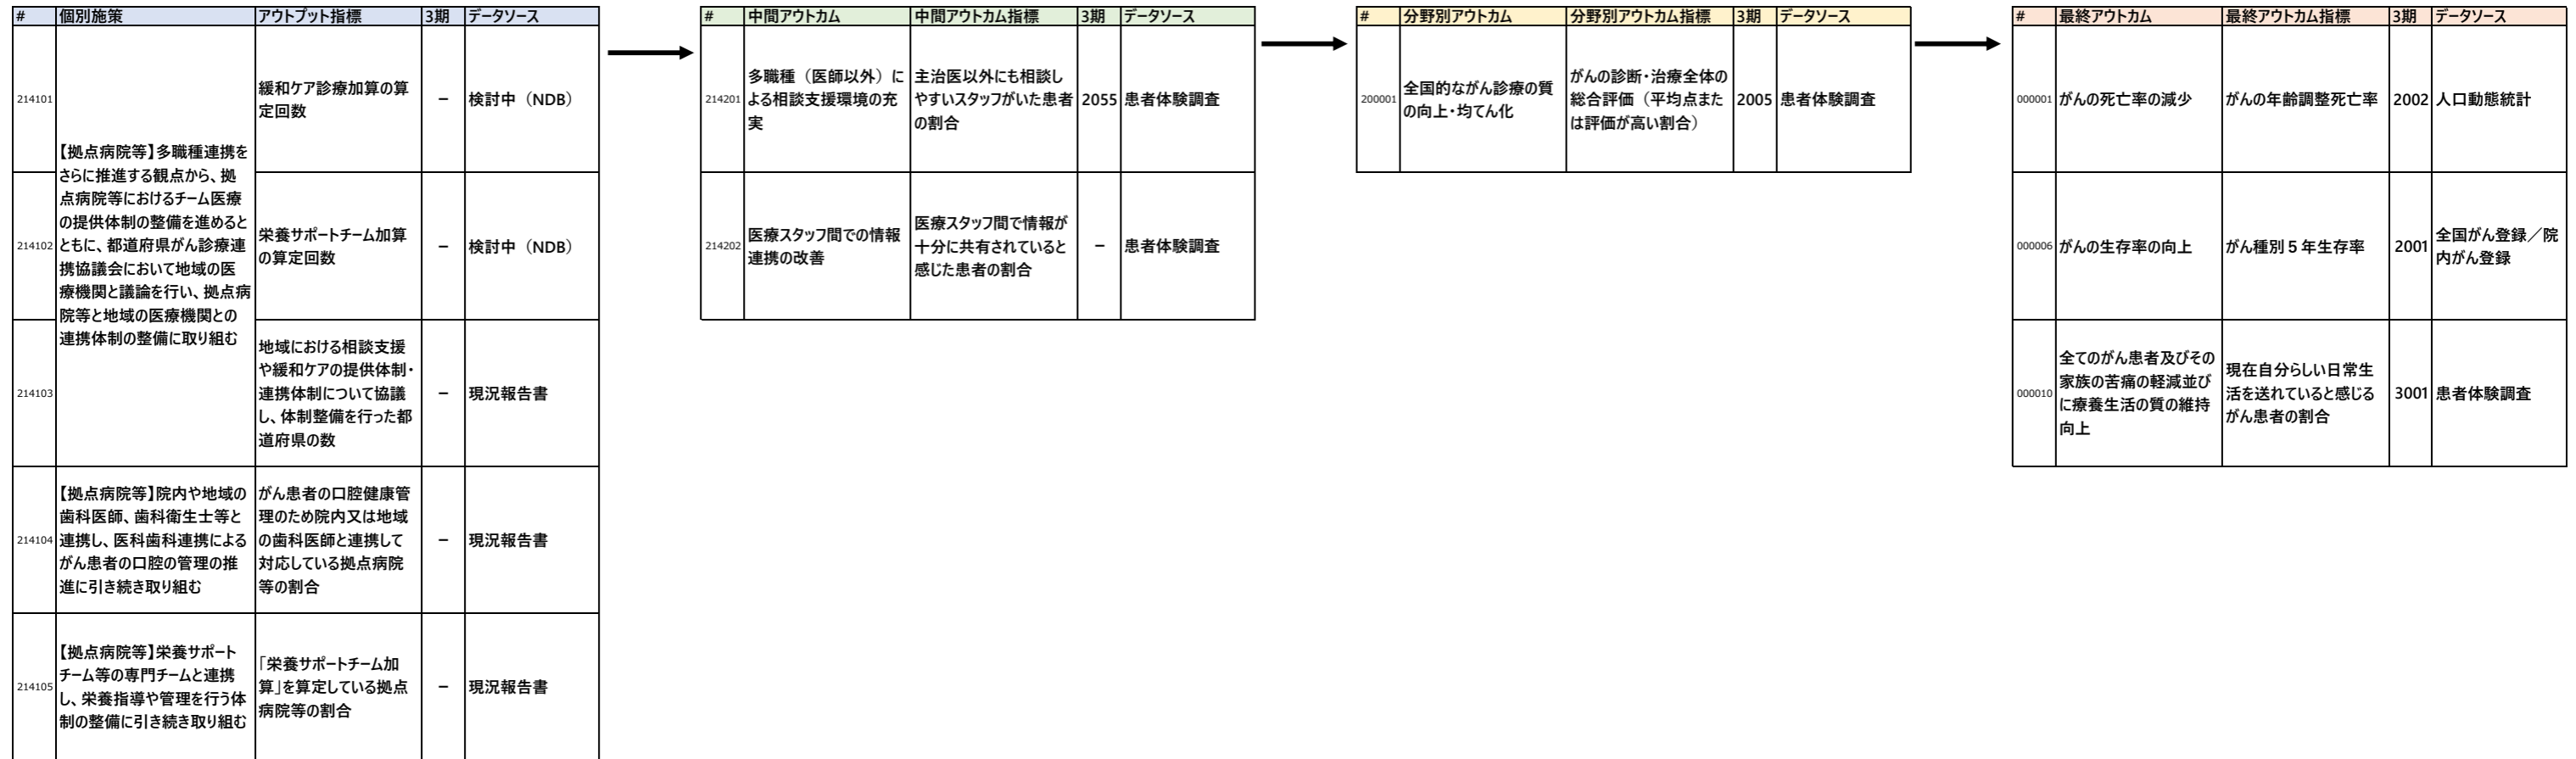 # 個別施策 アウトプット指標 3期 データソース
214101
【拠点病院等】多職種連携を
さらに推進する観点から、拠
点病院等におけるチーム医療
の提供体制の整備を進めると
ともに、都道府県がん診療連
携協議会において地域の医
療機関と議論を行い、拠点病
院等と地域の医療機関との
連携体制の整備に取り組む
緩和ケア診療加算の算
定回数
－
検討中（NDB）
214102
栄養サポートチーム加算
の算定回数
－
検討中（NDB）
214103
地域における相談支援
や緩和ケアの提供体制・
連携体制について協議
し、体制整備を行った都
道府県の数
－
現況報告書
214104
【拠点病院等】院内や地域の
歯科医師、歯科衛生士等と
連携し、医科歯科連携による
がん患者の口腔の管理の推
進に引き続き取り組む
がん患者の口腔健康管
理のため院内又は地域
の歯科医師と連携して
対応している拠点病院
等の割合
－
現況報告書
214105
【拠点病院等】栄養サポート
チーム等の専門チームと連携
し、栄養指導や管理を行う体
制の整備に引き続き取り組む
「栄養サポートチーム加
算」を算定している拠点
病院等の割合
－
現況報告書
# 中間アウトカム 中間アウトカム指標 3期 データソース
214201
多職種（医師以外）に
よる相談支援環境の充
実
主治医以外にも相談し
やすいスタッフがいた患者
の割合
2055
患者体験調査
214202
医療スタッフ間での情報
連携の改善
医療スタッフ間で情報が
十分に共有されていると
感じた患者の割合
－
患者体験調査
# 分野別アウトカム 分野別アウトカム指標 3期 データソース
200001
全国的ながん診療の質
の向上・均てん化
がんの診断・治療全体の
総合評価（平均点また
は評価が高い割合）
2005
患者体験調査
# 最終アウトカム 最終アウトカム指標 3期 データソース
000001
がんの死亡率の減少
がんの年齢調整死亡率
2002
人口動態統計
000006
がんの生存率の向上
がん種別５年生存率
2001
全国がん登録／院
内がん登録
000010
全てのがん患者及びその
家族の苦痛の軽減並び
に療養生活の質の維持
向上
現在自分らしい日常生
活を送れていると感じる
がん患者の割合
3001
患者体験調査